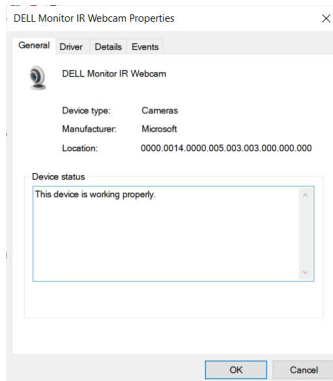 DELL Monitor IR Webcam Properties
General Driver Details Events
DELL Monitor IR Webcam
Device type: Cameras
Manufacturer: Microsoft
Location: 0000.0014.0000.005.003.003.000.000.000
Device status
This device is working properly.
OK Cancel